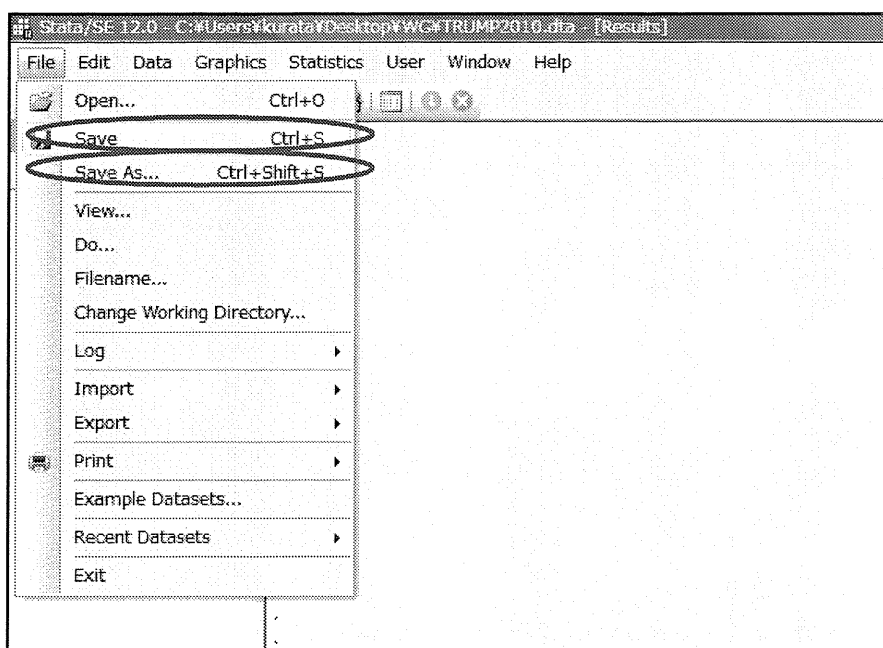 Stata/SE 12.0 - C:¥Users¥kurata¥Desktop¥WG¥TRUMP2010.dta - [Results]
File Edit Data Graphics Statistics User Window Help
Open... Ctrl+O
Save Ctrl+S
Save As... Ctrl+Shift+S
View...
Do...
Filename...
Change Working Directory...
Log
Import
Export
Print
Example Datasets...
Recent Datasets
Exit